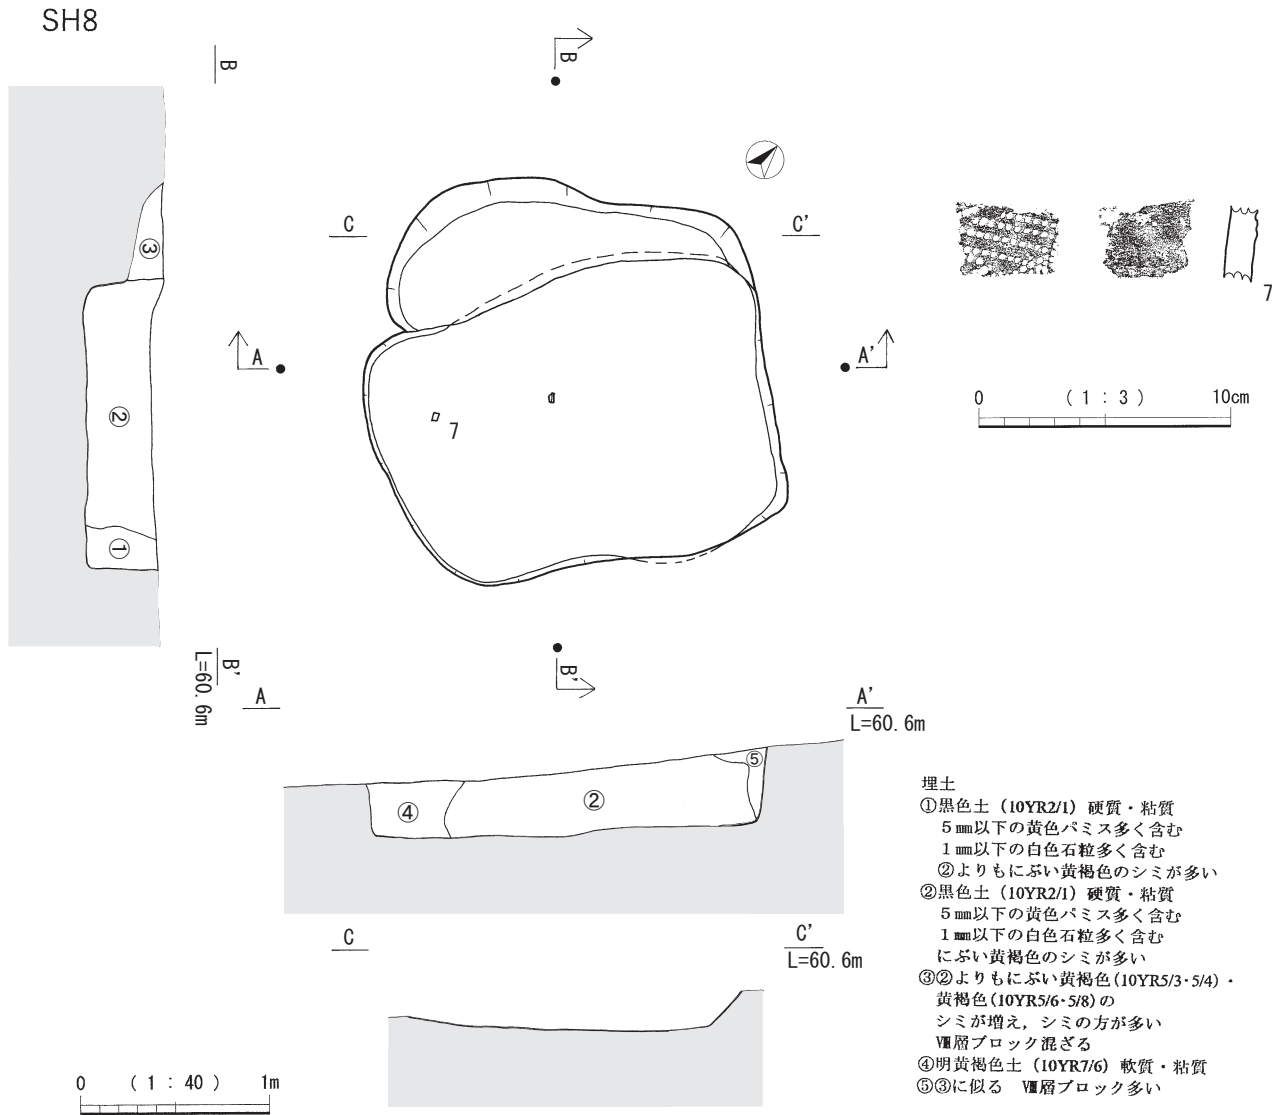 SH8
B
B
C
C'
A
A'
7
7
0 (1 : 3) 10cm
③
②
①
B'
L=60.6m
B'
A
A'
L=60.6m
④
②
⑤
C
C'
L=60.6m
0 (1 : 40) 1m
埋土
①黒色土 (10YR2/1) 硬質・粘質
5㎜以下の黄色パミス多く含む
1㎜以下の白色石粒多く含む
②よりもにぶい黄褐色のシミが多い
②黒色土 (10YR2/1) 硬質・粘質
5㎜以下の黄色パミス多く含む
1㎜以下の白色石粒多く含む
にぶい黄褐色のシミが多い
③②よりもにぶい黄褐色(10YR5/3・5/4)・
黄褐色(10YR5/6・5/8)の
シミが増え，シミの方が多い
Ⅷ層ブロック混ざる
④明黄褐色土 (10YR7/6) 軟質・粘質
⑤③に似る Ⅷ層ブロック多い